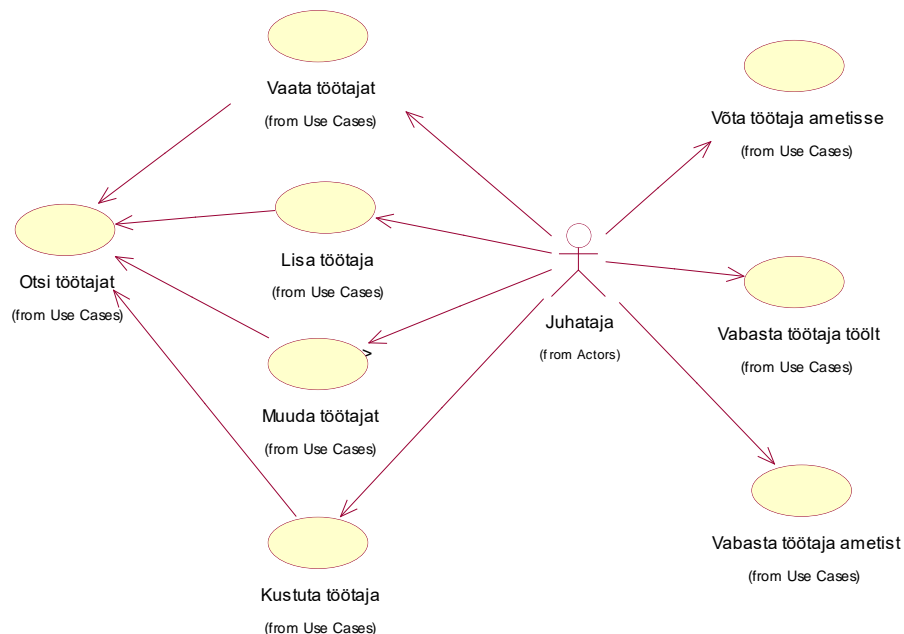 Vaata töötajat
(from Use Cases)
Võta töötaja ametisse
(from Use Cases)
Lisa töötaja
(from Use Cases)
Otsi töötajat
(from Use Cases)
Juhataja
(from Actors)
Vabasta töötaja töölt
(from Use Cases)
>
Muuda töötajat
(from Use Cases)
Vabasta töötaja ametist
(from Use Cases)
Kustuta töötaja
(from Use Cases)